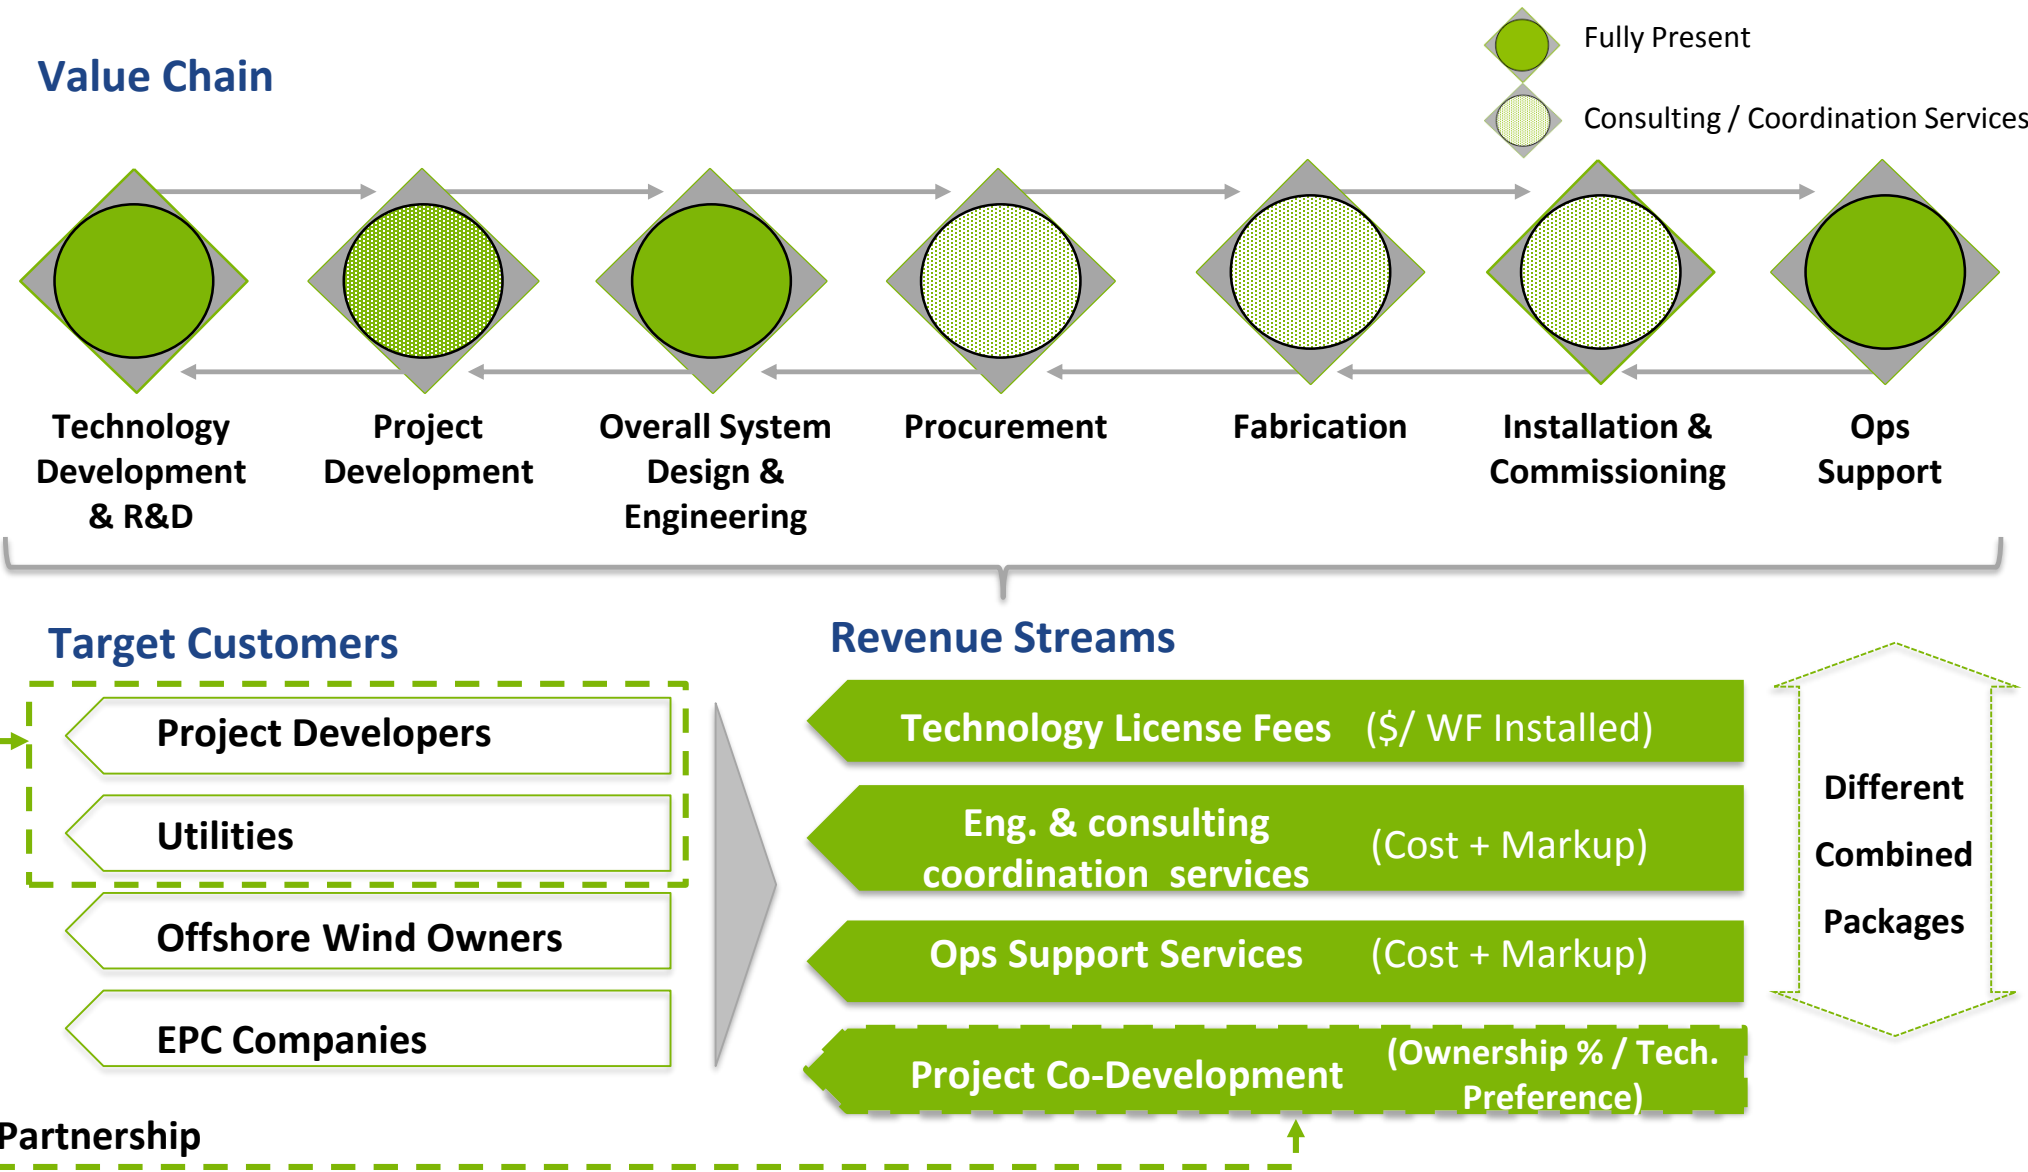 Value Chain
Fully Present
Consulting / Coordination Services
Technology
Development
& R&D
Project
Development
Overall System
Design &
Engineering
Procurement
Fabrication
Installation &
Commissioning
Ops
Support
Target Customers
Project Developers
Utilities
Offshore Wind Owners
EPC Companies
Revenue Streams
Technology License Fees ($/ WF Installed)
Eng. & consulting
coordination services
(Cost + Markup)
Ops Support Services (Cost + Markup)
Project Co-Development
(Ownership % / Tech.
Preference)
Different
Combined
Packages
Partnership